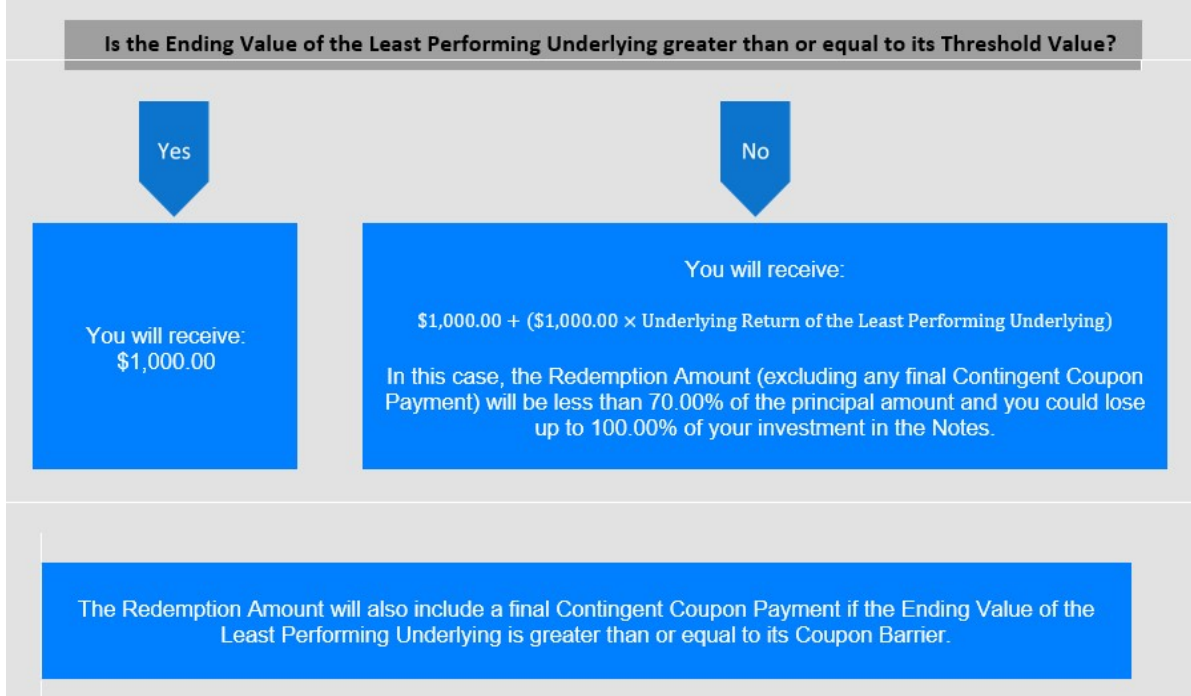 Is the Ending Value of the Least Performing Underlying greater than or equal to its Threshold Value?
Yes
No
You will receive:
$1,000.00
You will receive:
$1,000.00 + ($1,000.00 × Underlying Return of the Least Performing Underlying)
In this case, the Redemption Amount (excluding any final Contingent Coupon
Payment) will be less than 70.00% of the principal amount and you could lose
up to 100.00% of your investment in the Notes.
The Redemption Amount will also include a final Contingent Coupon Payment if the Ending Value of the
Least Performing Underlying is greater than or equal to its Coupon Barrier.